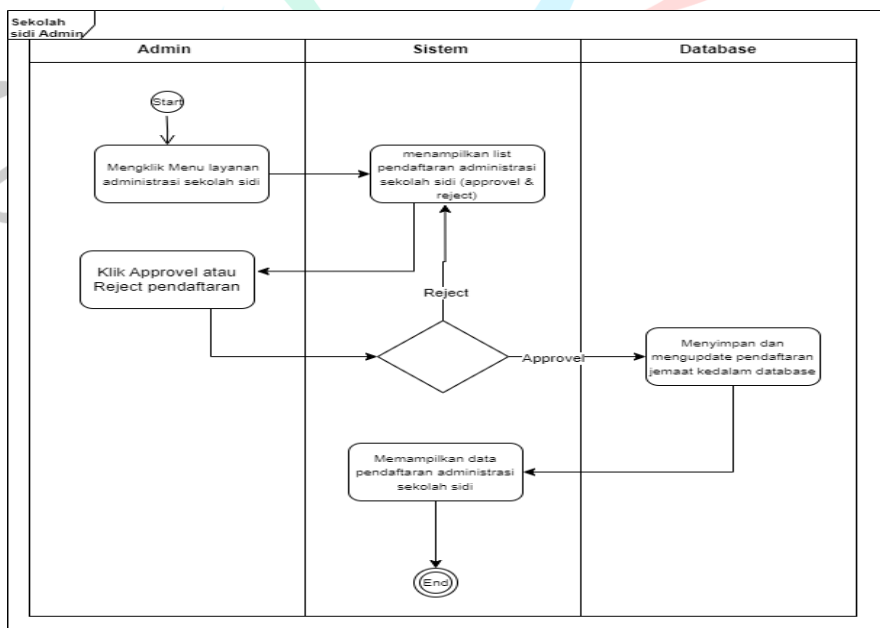 Sekolah
sidi Admin
Admin
Sistem
Database
Start
Mengklik Menu layanan
administrasi sekolah sidi
menampilkan list
pendaftaran administrasi
sekolah sidi (approvel &
reject)
Klik Approvel atau
Reject pendaftaran
Reject
Approvel
Menyimpan dan
mengupdate pendaftaran
jemaat kedalam database
Memampilkan data
pendaftaran administrasi
sekolah sidi
End